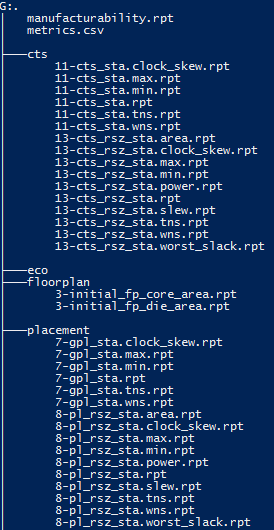 G:.
manufacturability.rpt
metrics.csv
cts
11-cts_sta.clock_skew.rpt
11-cts_sta.max.rpt
11-cts_sta.min.rpt
11-cts_sta.rpt
11-cts_sta.tns.rpt
11-cts_sta.wns.rpt
13-cts_rsz_sta.area.rpt
13-cts_rsz_sta.clock_skew.rpt
13-cts_rsz_sta.max.rpt
13-cts_rsz_sta.min.rpt
13-cts_rsz_sta.power.rpt
13-cts_rsz_sta.rpt
13-cts_rsz_sta.slew.rpt
13-cts_rsz_sta.tns.rpt
13-cts_rsz_sta.wns.rpt
13-cts_rsz_sta.worst_slack.rpt
eco
floorplan
3-initial_fp_core_area.rpt
3-initial_fp_die_area.rpt
placement
7-gpl_sta.clock_skew.rpt
7-gpl_sta.max.rpt
7-gpl_sta.min.rpt
7-gpl_sta.rpt
7-gpl_sta.tns.rpt
7-gpl_sta.wns.rpt
8-pl_rsz_sta.area.rpt
8-pl_rsz_sta.clock_skew.rpt
8-pl_rsz_sta.max.rpt
8-pl_rsz_sta.min.rpt
8-pl_rsz_sta.power.rpt
8-pl_rsz_sta.rpt
8-pl_rsz_sta.slew.rpt
8-pl_rsz_sta.tns.rpt
8-pl_rsz_sta.wns.rpt
8-pl_rsz_sta.worst_slack.rpt